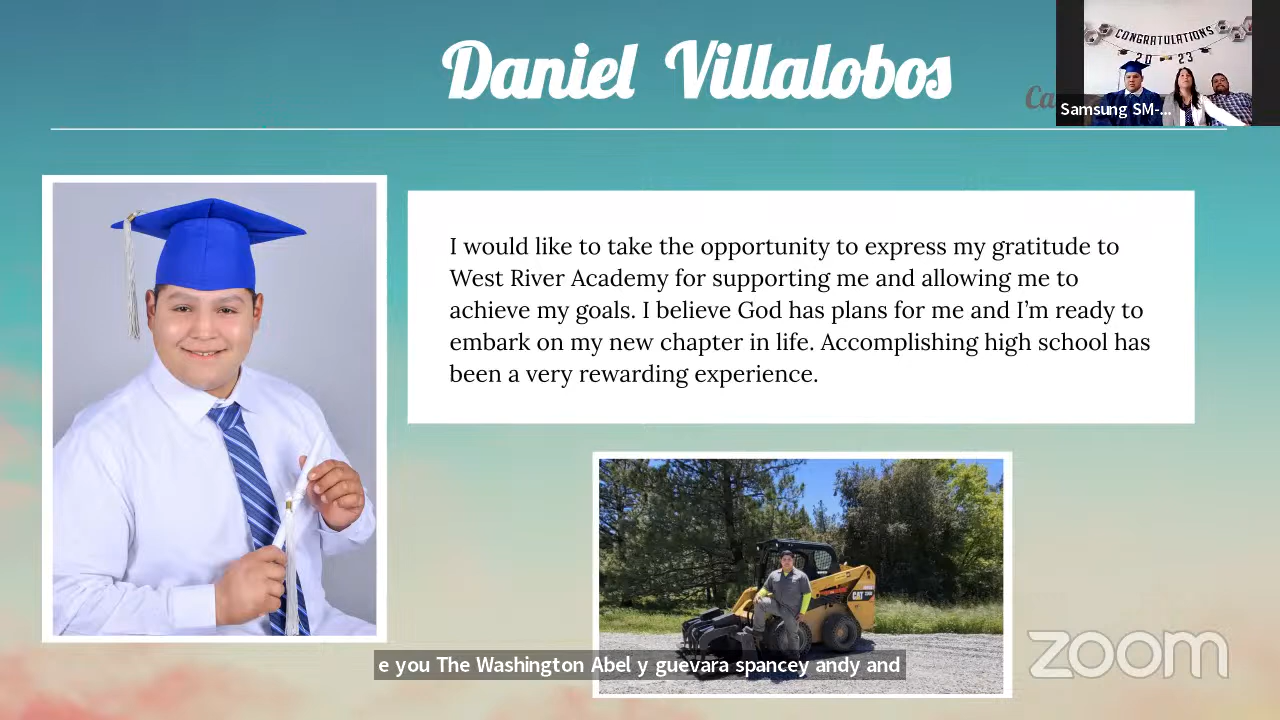 Daniel Villalobos
CONGRATULATIONS
2023
Samsung SM-...
I would like to take the opportunity to express my gratitude to
West River Academy for supporting me and allowing me to
achieve my goals. I believe God has plans for me and I'm ready to
embark on my new chapter in life. Accomplishing high school has
been a very rewarding experience.
CAT
e you The Washington Abel y guevara spancey andy and
zoom